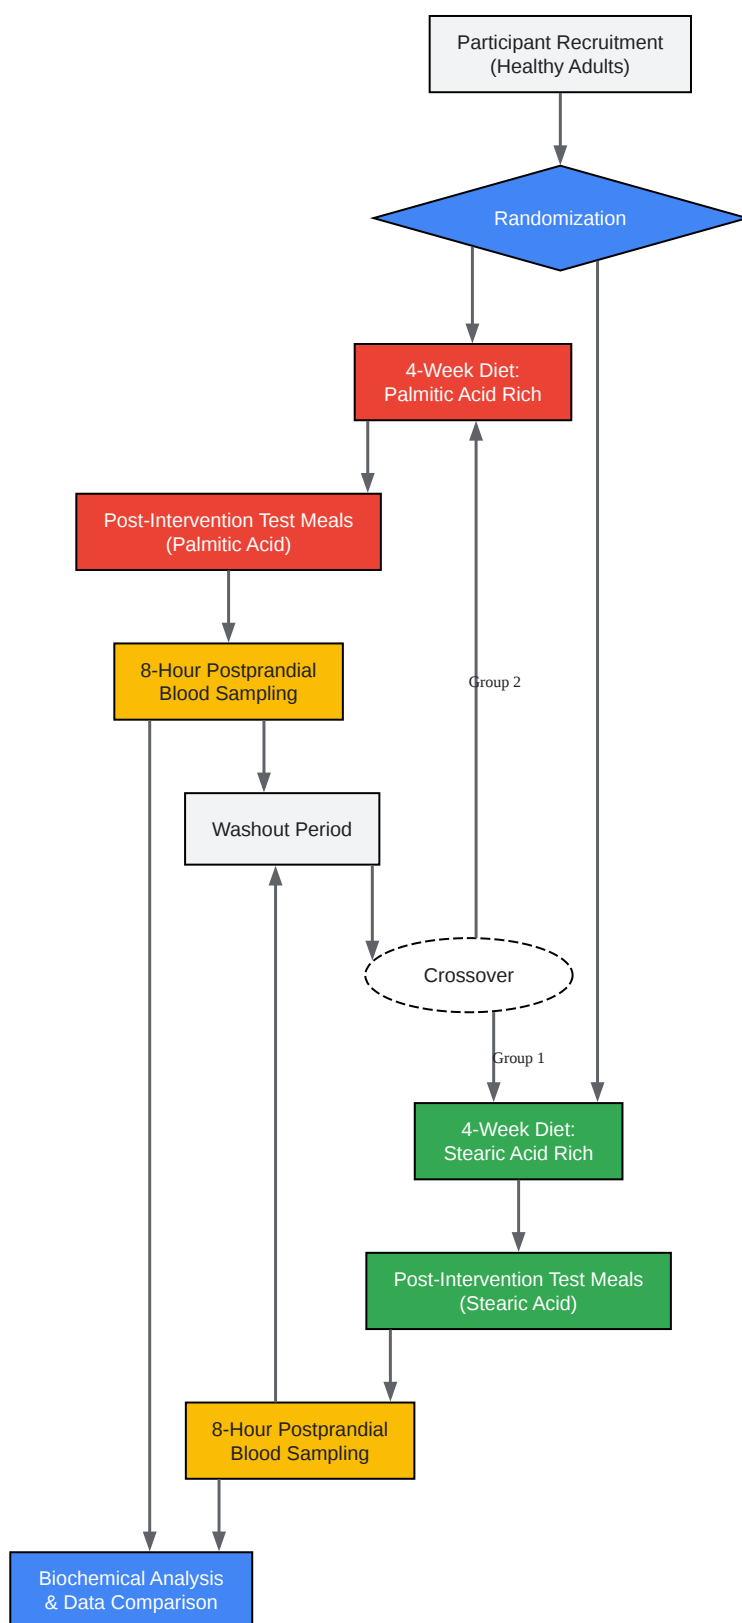 Participant Recruitment
(Healthy Adults)
Randomization
4-Week Diet:
Palmitic Acid Rich
Post-Intervention Test Meals
(Palmitic Acid)
8-Hour Postprandial
Blood Sampling
Group 2
Washout Period
Crossover
Group 1
4-Week Diet:
Stearic Acid Rich
Post-Intervention Test Meals
(Stearic Acid)
8-Hour Postprandial
Blood Sampling
Biochemical Analysis
& Data Comparison